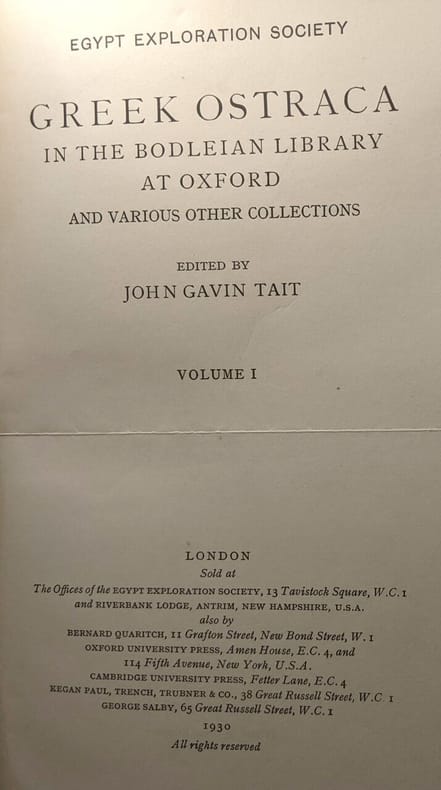 EGYPT EXPLORATION SOCIETY
GREEK OSTRACA
IN THE BODLEIAN LIBRARY
AT OXFORD
AND VARIOUS OTHER COLLECTIONS
EDITED BY
JOHN GAVIN TAIT
VOLUME I
LONDON
Sold at
The Offices of the EGYPT EXPLORATION SOCIETY, 13 Tavistock Square, W.C. 1
and RIVERBANK LODGE, ANTRIM, NEW HAMPSHIRE, U.S.A.
also by
BERNARD QUARITCH, 11 Grafton Street, New Bond Street, W. 1
OXFORD UNIVERSITY PRESS, Amen House, E.C. 4, and
114 Fifth Avenue, New York, U.S.A.
CAMBRIDGE UNIVERSITY PRESS, Fetter Lane, E.C. 4
KEGAN PAUL, TRENCH, TRUBNER & CO., 38 Great Russell Street, W.C. 1
GEORGE SALBY, 65 Great Russell Street, W.C. 1
1930
All rights reserved